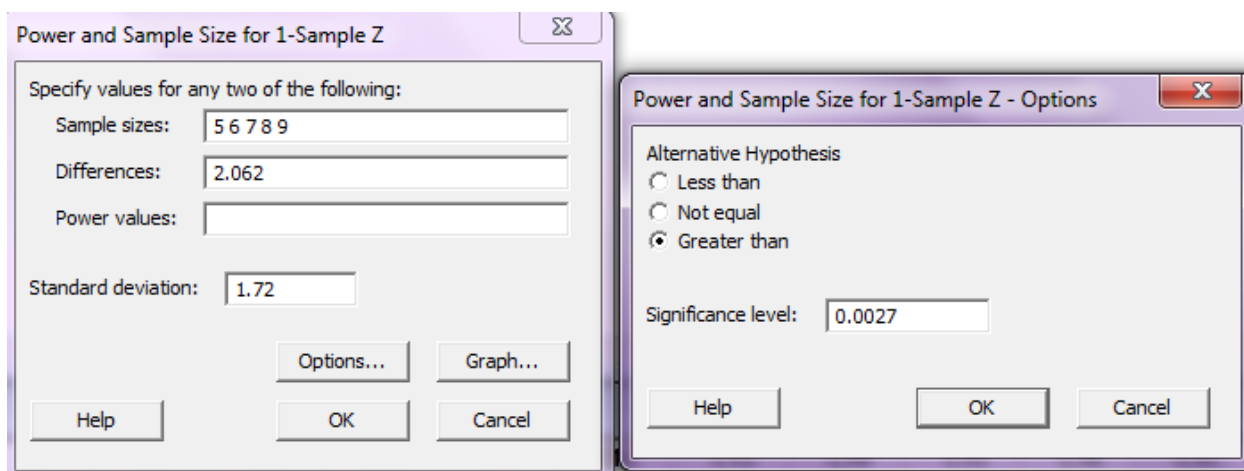 Power and Sample Size for 1-Sample Z
Specify values for any two of the following:
Sample sizes: 5 6 7 8 9
Differences: 2.062
Power values:
Standard deviation: 1.72
Options... Graph...
Help OK Cancel
Power and Sample Size for 1-Sample Z - Options
Alternative Hypothesis
Less than
Not equal
Greater than
Significance level: 0.0027
Help OK Cancel